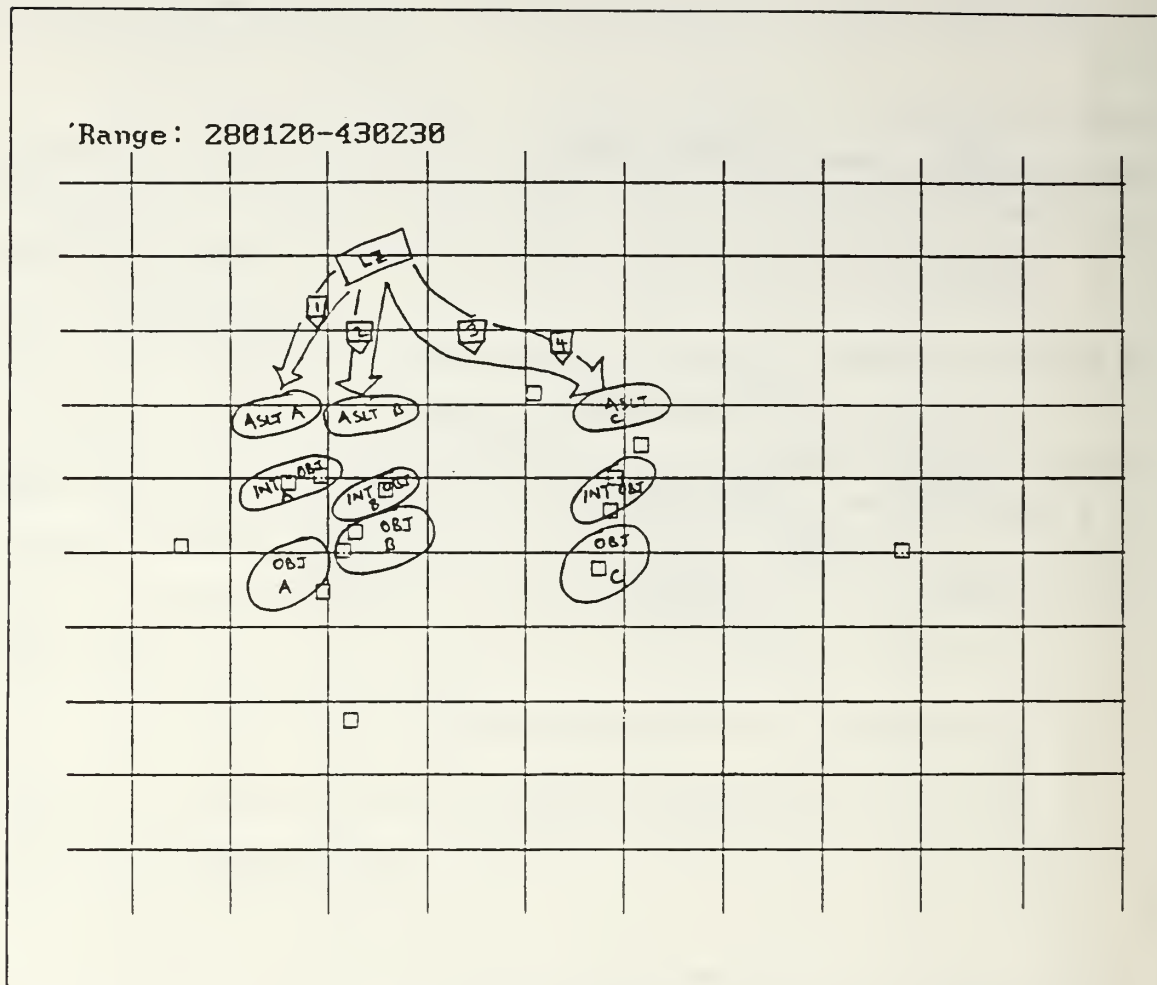 'Range: 280120-430230
LZ
1
2
3
4
ASLT A
ASLT B
ASLT
C
INT OBJ
A
INT OBJ
B
INT OBJ
OBJ
A
OBJ
B
OBJ
C